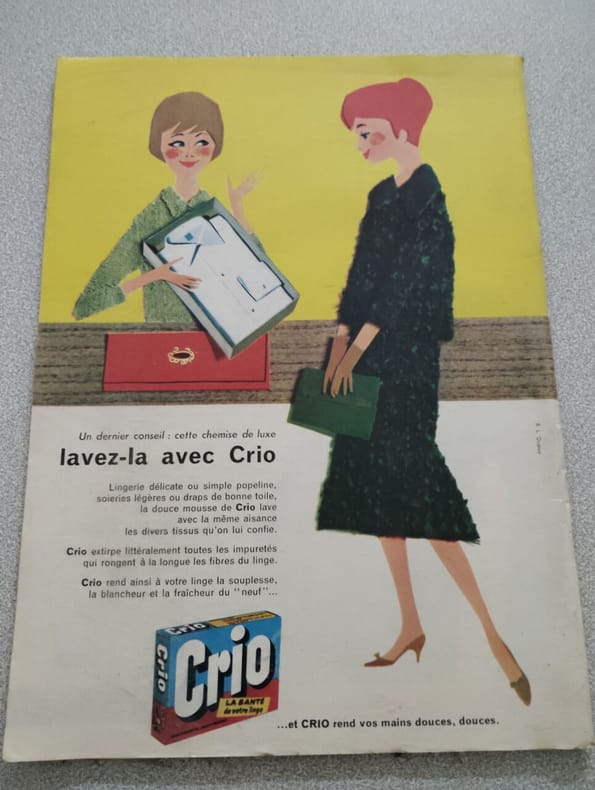 Un dernier conseil : cette chemise de luxe
lavez-la avec Crio
Lingerie délicate ou simple popeline,
soieries légères ou draps de bonne toile,
la douce mousse de Crio lave
avec la même aisance
les divers tissus qu'on lui confie.
Crio extirpe littéralement toutes les impuretés
qui rongent à la longue les fibres du linge.
Crio rend ainsi à votre linge la souplesse,
la blancheur et la fraîcheur du "neuf"...
Crio
Crio
Crio
LA SANTÉ
de votre linge
...et CRIO rend vos mains douces, douces.